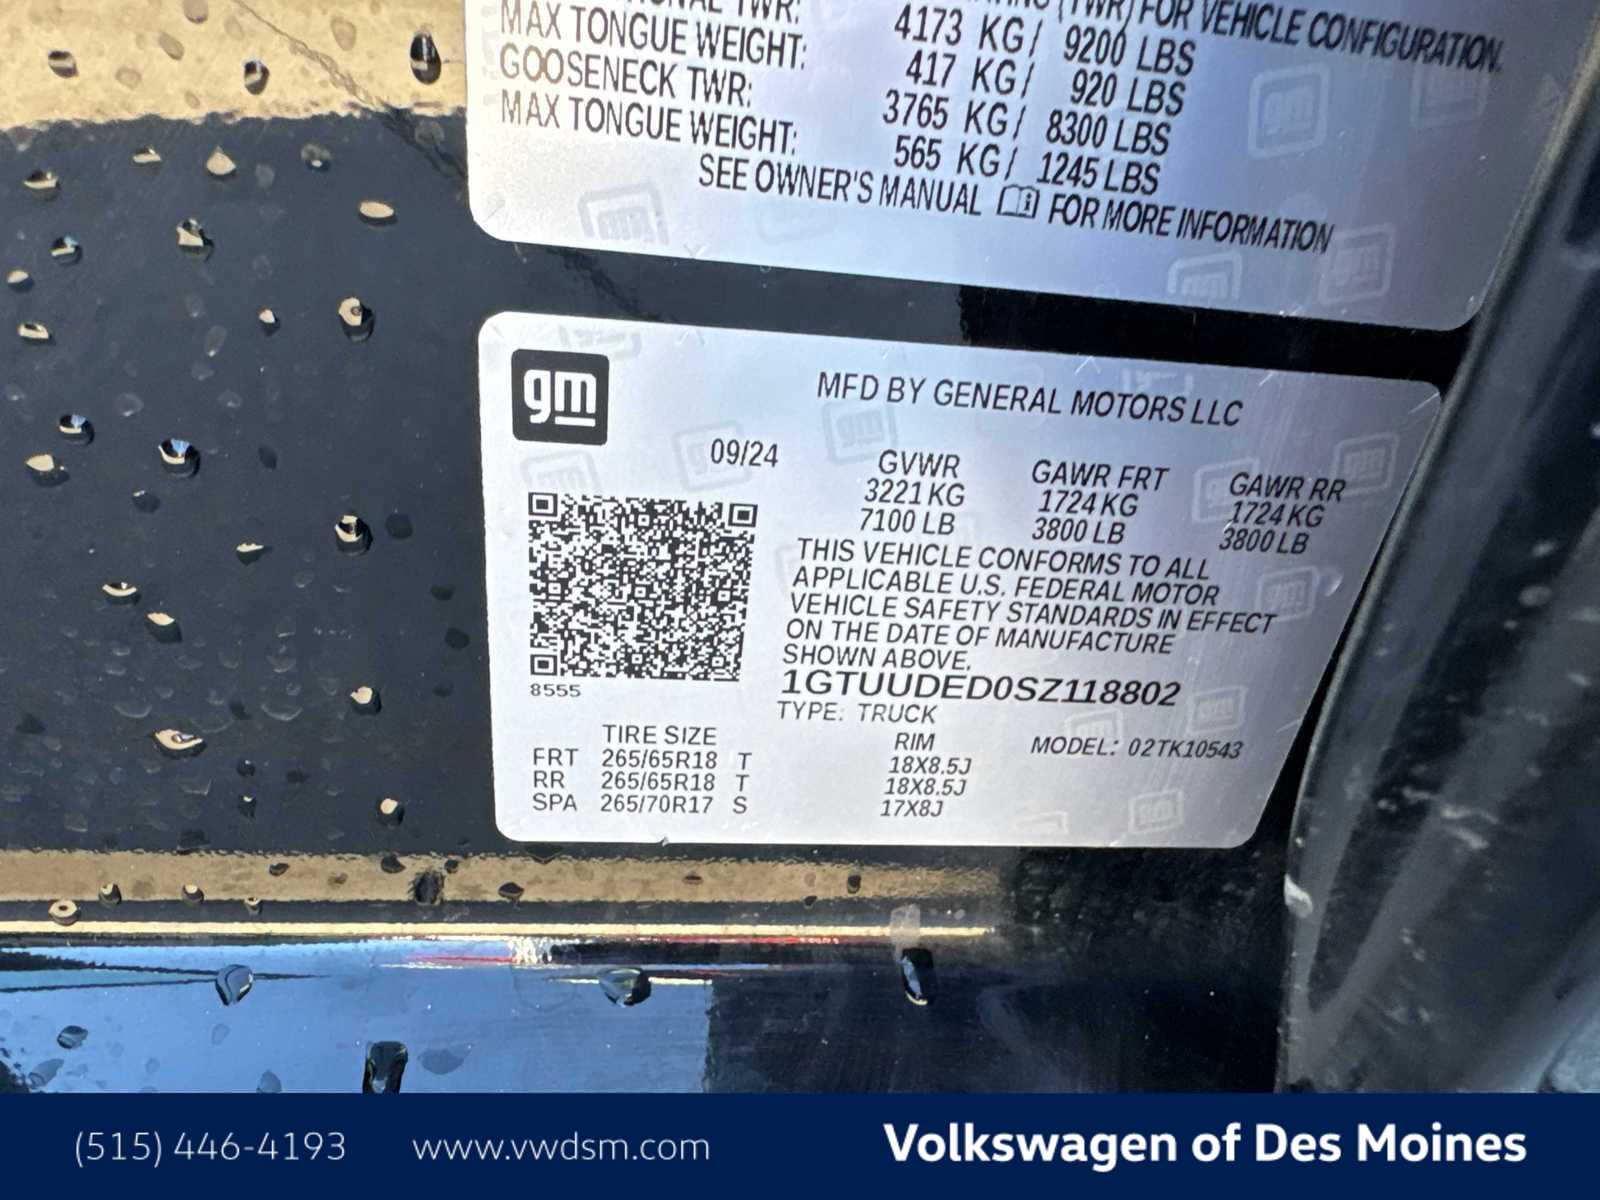 TWR:
(TWR) FOR VEHICLE CONFIGURATION.
4173 KG/ 9200 LBS
MAX TONGUE WEIGHT: 417 KG/ 920 LBS
GOOSENECK TWR: 3765 KG/ 8300 LBS
MAX TONGUE WEIGHT: 565 KG/ 1245 LBS
SEE OWNER'S MANUAL FOR MORE INFORMATION
gm
MFD BY GENERAL MOTORS LLC
09/24
GVWR GAWR FRT GAWR RR
3221 KG 1724 KG 1724 KG
7100 LB 3800 LB 3800 LB
THIS VEHICLE CONFORMS TO ALL
APPLICABLE U.S. FEDERAL MOTOR
VEHICLE SAFETY STANDARDS IN EFFECT
ON THE DATE OF MANUFACTURE
SHOWN ABOVE.
8555
1GTUUDED0SZ118802
TYPE: TRUCK
MODEL: 02TK10543
TIRE SIZE RIM
FRT 265/65R18 T 18X8.5J
RR 265/65R18 T 18X8.5J
SPA 265/70R17 S 17X8J
(515) 446-4193 www.vwdsm.com Volkswagen of Des Moines